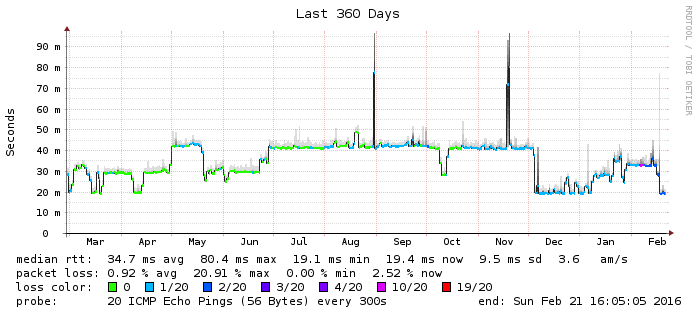 Last 360 Days
RRDTOOL / TOBI OETIKER
Seconds
90 m
80 m
70 m
60 m
50 m
40 m
30 m
20 m
10 m
0
Mar Apr May Jun Jul Aug Sep Oct Nov Dec Jan Feb
median rtt: 34.7 ms avg 80.4 ms max 19.1 ms min 19.4 ms now 9.5 ms sd 3.6 am/s
packet loss: 0.92 % avg 20.91 % max 0.00 % min 2.52 % now
loss color: 0 1/20 2/20 3/20 4/20 10/20 19/20
probe: 20 ICMP Echo Pings (56 Bytes) every 300s end: Sun Feb 21 16:05:05 2016